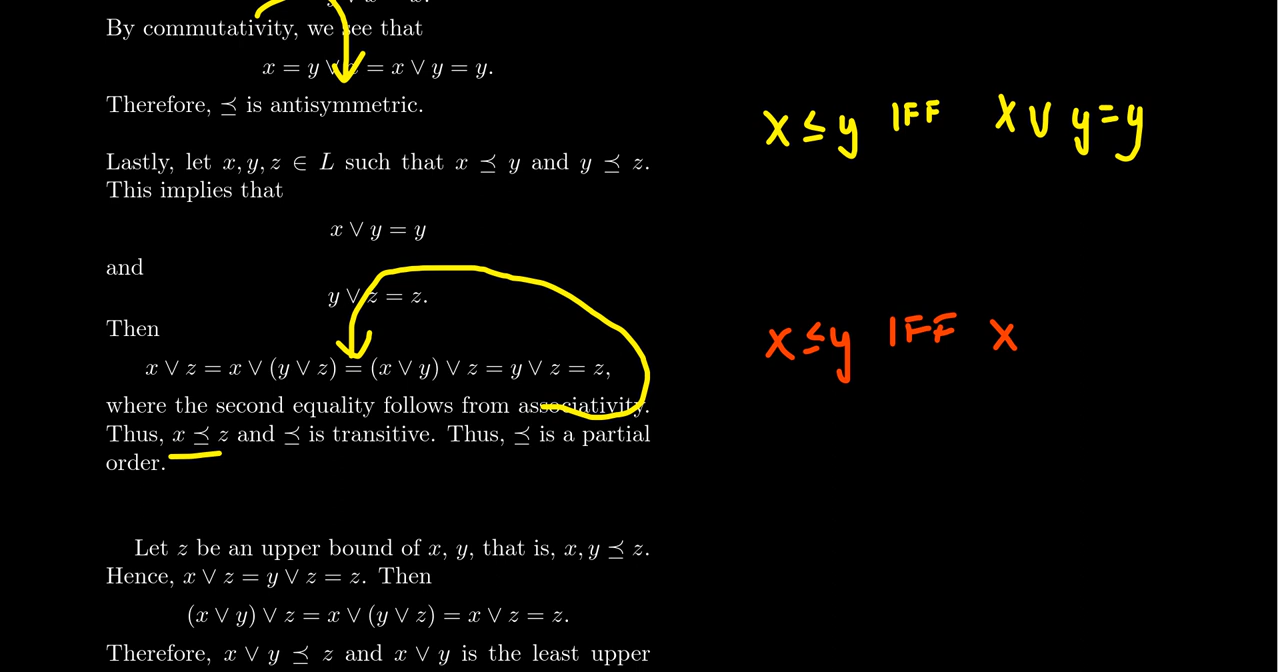 By commutativity, we see that
x = y ∨ x = x ∨ y = y.
Therefore, ⪯ is antisymmetric.
Lastly, let x, y, z ∈ L such that x ⪯ y and y ⪯ z.
This implies that
x ∨ y = y
and
y ∨ z = z.
Then
x ∨ z = x ∨ (y ∨ z) = (x ∨ y) ∨ z = y ∨ z = z,
where the second equality follows from associativity.
Thus, x ⪯ z and ⪯ is transitive. Thus, ⪯ is a partial
order.
Let z be an upper bound of x, y, that is, x, y ⪯ z.
Hence, x ∨ z = y ∨ z = z. Then
(x ∨ y) ∨ z = x ∨ (y ∨ z) = x ∨ z = z.
Therefore, x ∨ y ⪯ z and x ∨ y is the least upper
x ≤ y IFF x ∨ y = y
x ≤ y IFF x